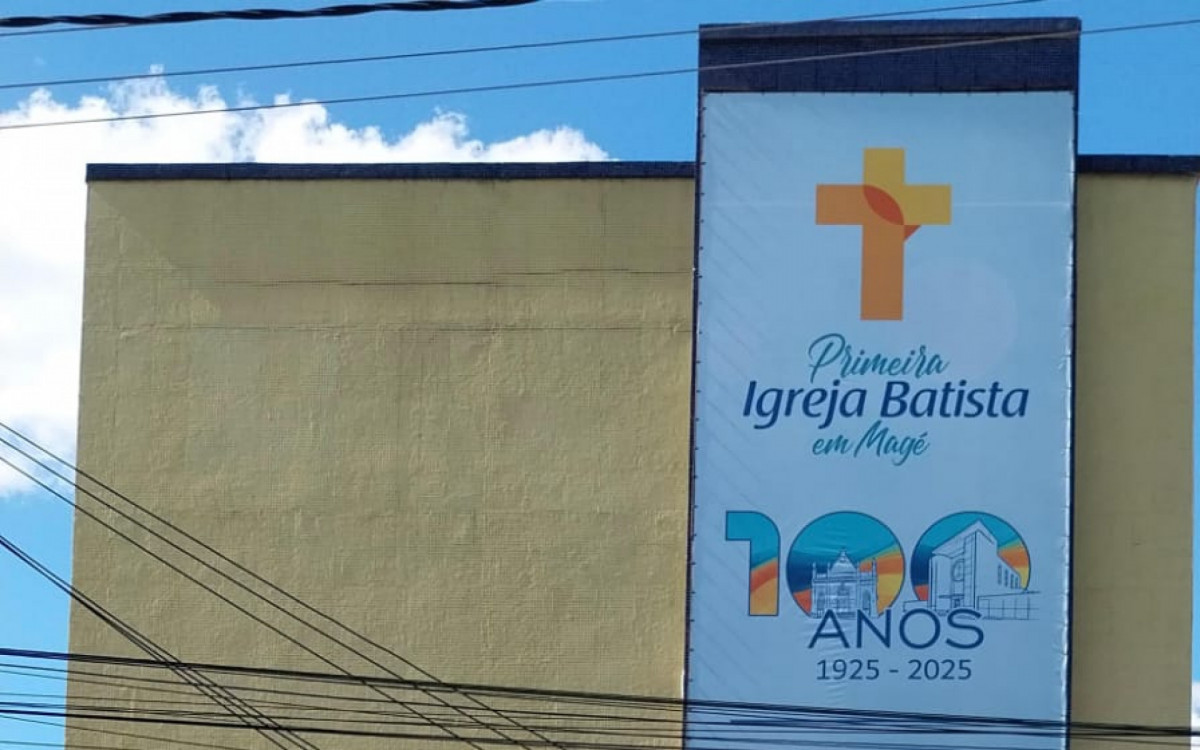 Primeira
Igreja Batista
em Magé
100
ANOS
1925 - 2025